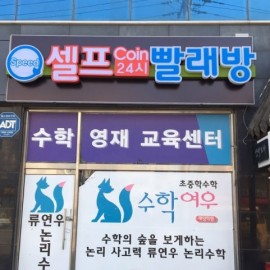 Speed 셀프 Coin 24시 빨래방
ADT
수학 영재 교육센터
초중학수학
수학여우
류연우
논리수
수학의 숲을 보게하는
논리 사고력 류연우 논리수학